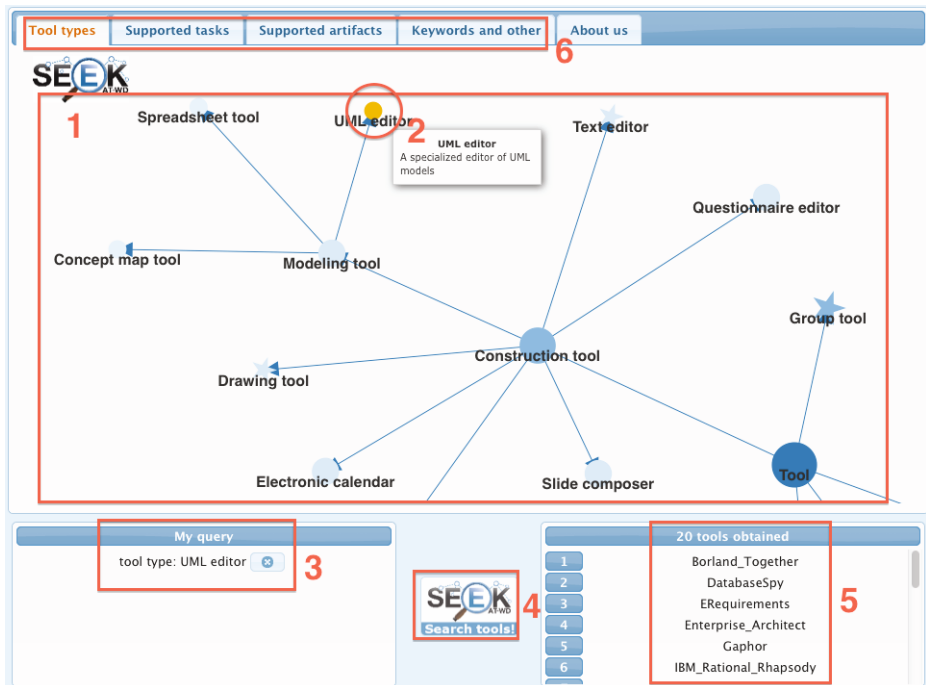 Tool types Supported tasks Supported artifacts Keywords and other About us
6
SEEK
AT-WD
1
Spreadsheet tool
UML editor
2
Text editor
UML editor
A specialized editor of UML
models
Questionnaire editor
Concept map tool
Modeling tool
Group tool
Construction tool
Drawing tool
Electronic calendar
Slide composer
Tool
My query
tool type: UML editor
3
SEEK
AT-WD
Search tools!
4
20 tools obtained
1 Borland_Together
2 DatabaseSpy
3 ERequirements
4 Enterprise_Architect
5 Gaphor
6 IBM_Rational_Rhapsody
5